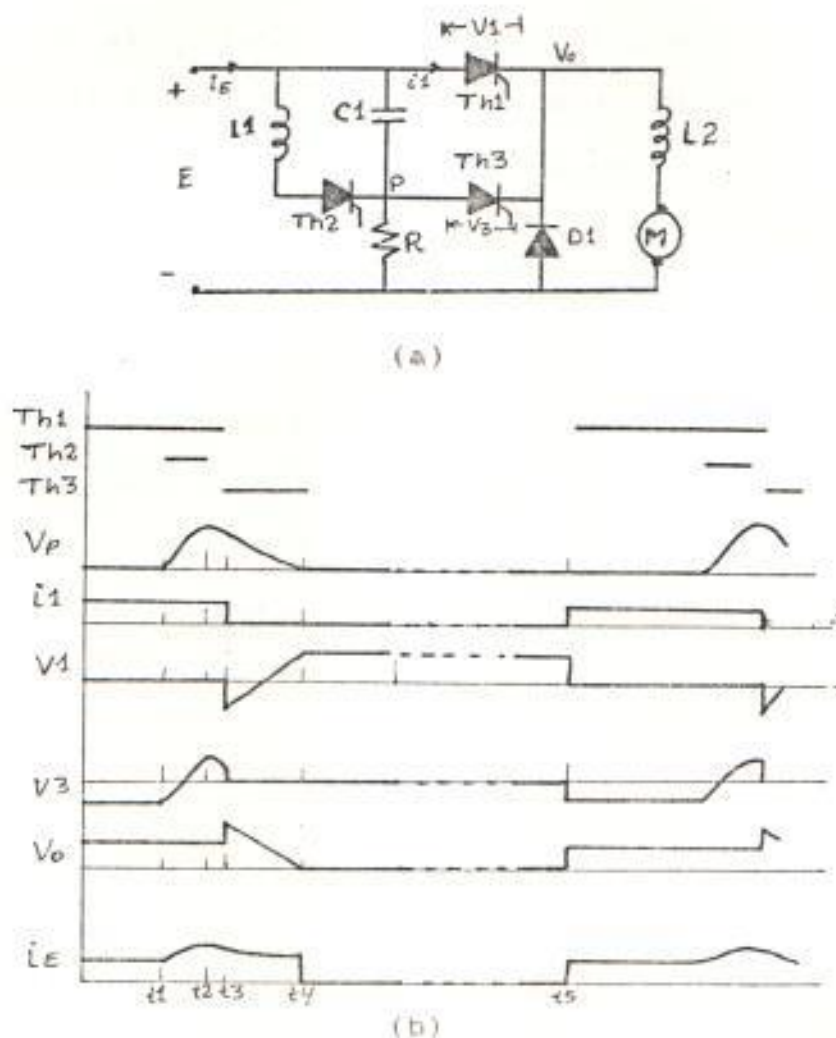 V1
Vo
+
iE
i1
Th1
L1
C1
L2
Th3
E
P
Th2
V3
R
D1
M
-
(a)
Th1
Th2
Th3
Vp
i1
V1
V3
Vo
iE
t1 t2 t3 t4 t5
(b)